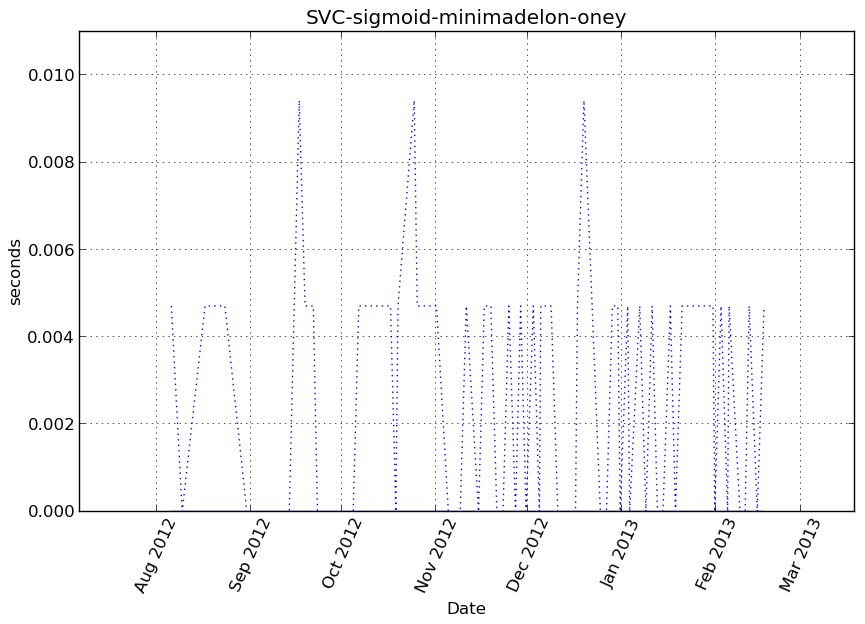 SVC-sigmoid-minimadelon-oney
0.010
0.008
0.006
0.004
0.002
0.000
seconds
Aug 2012
Sep 2012
Oct 2012
Nov 2012
Dec 2012
Jan 2013
Feb 2013
Mar 2013
Date